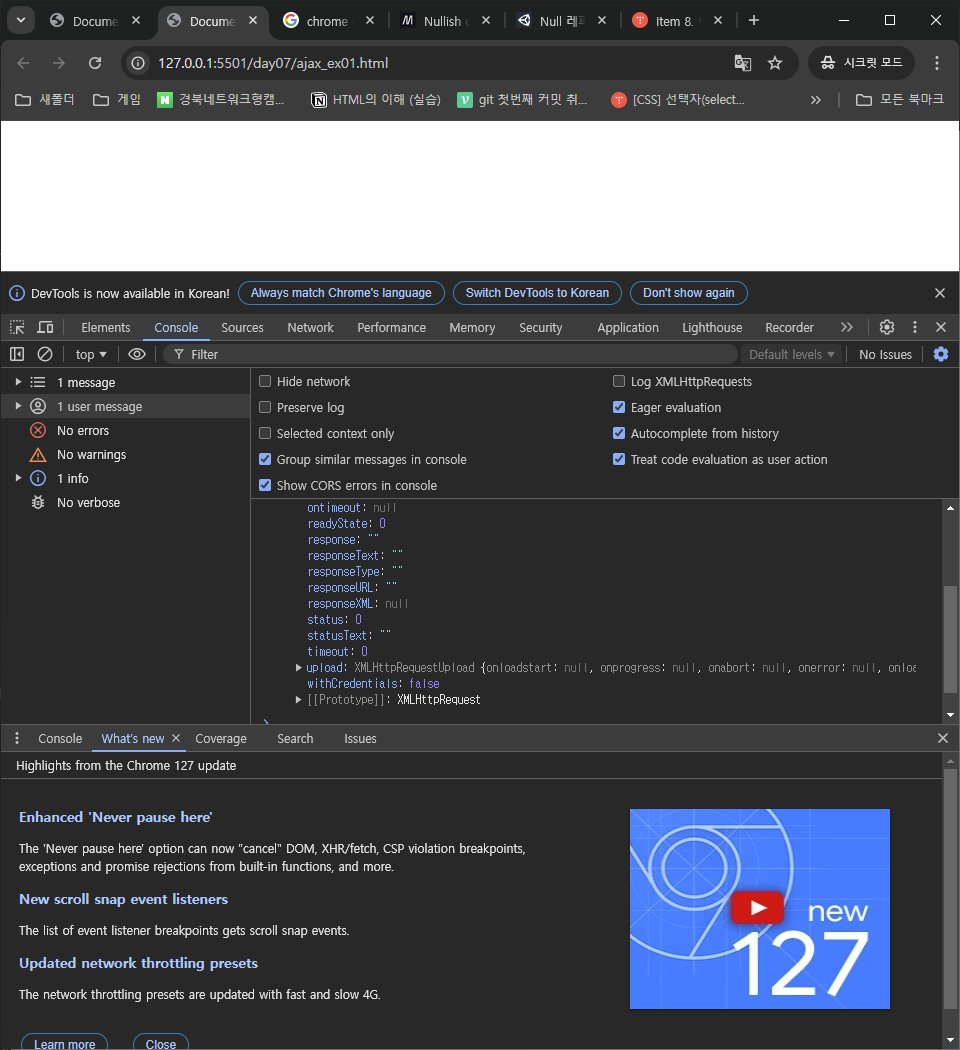 Docume
Docume
chrome
Nullish c
Null 레퍼
Item 8.
127.0.0.1:5501/day07/ajax_ex01.html
시크릿 모드
새폴더
게임
경북네트워크형캠...
HTML의 이해 (실습)
git 첫번째 커밋 취...
[CSS] 선택자(select...
모든 북마크
DevTools is now available in Korean!
Always match Chrome's language
Switch DevTools to Korean
Don't show again
Elements
Console
Sources
Network
Performance
Memory
Security
Application
Lighthouse
Recorder
top
Filter
Default levels
No Issues
1 message
1 user message
No errors
No warnings
1 info
No verbose
Hide network
Log XMLHttpRequests
Preserve log
Eager evaluation
Selected context only
Autocomplete from history
Group similar messages in console
Treat code evaluation as user action
Show CORS errors in console
ontimeout: null
readyState: 0
response: ""
responseText: ""
responseType: ""
responseURL: ""
responseXML: null
status: 0
statusText: ""
timeout: 0
upload: XMLHttpRequestUpload {onloadstart: null, onprogress: null, onabort: null, onerror: null, onloa
withCredentials: false
[[Prototype]]: XMLHttpRequest
Console
What's new
Coverage
Search
Issues
Highlights from the Chrome 127 update
Enhanced 'Never pause here'
The 'Never pause here' option can now "cancel" DOM, XHR/fetch, CSP violation breakpoints,
exceptions and promise rejections from built-in functions, and more.
New scroll snap event listeners
The list of event listener breakpoints gets scroll snap events.
Updated network throttling presets
The network throttling presets are updated with fast and slow 4G.
new
127
Learn more
Close